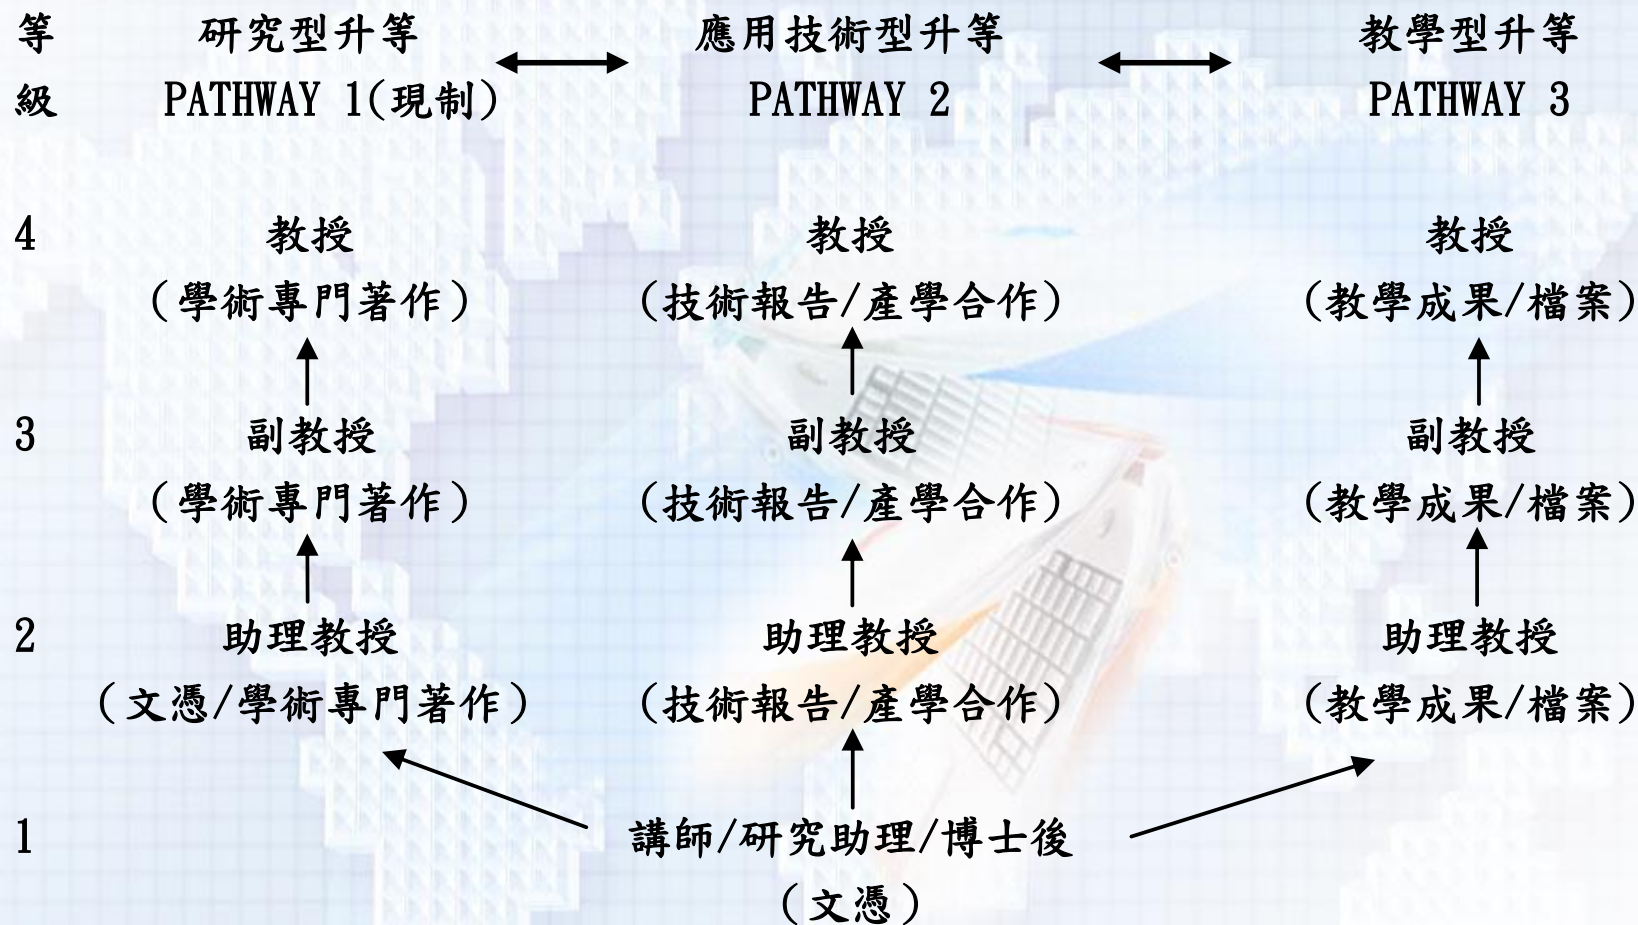 等 研究型升等 應用技術型升等 教學型升等
級 PATHWAY 1(現制) PATHWAY 2 PATHWAY 3
4 教授 教授 教授
(學術專門著作) (技術報告/產學合作) (教學成果/檔案)
3 副教授 副教授 副教授
(學術專門著作) (技術報告/產學合作) (教學成果/檔案)
2 助理教授 助理教授 助理教授
(文憑/學術專門著作) (技術報告/產學合作) (教學成果/檔案)
1 講師/研究助理/博士後
(文憑)